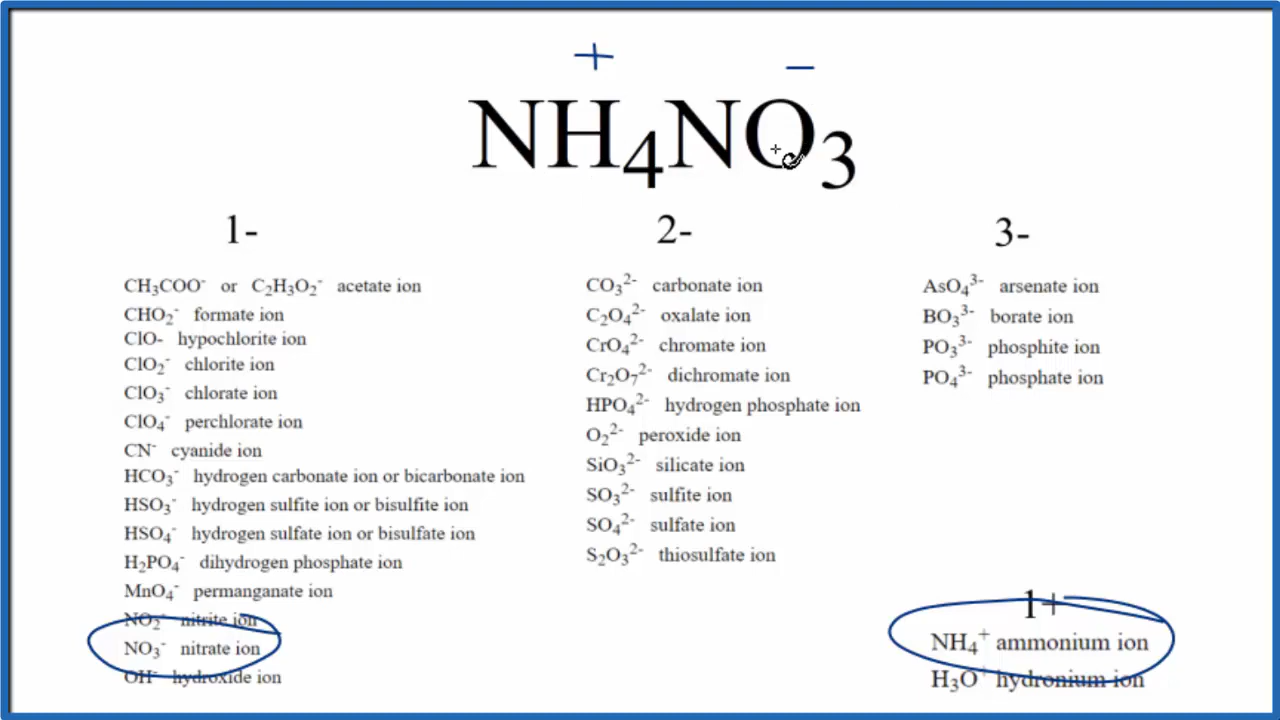 + −
NH₄NO₃
1- 2- 3-
CH₃COO⁻ or C₂H₃O₂⁻ acetate ion
CHO₂⁻ formate ion
ClO- hypochlorite ion
ClO₂⁻ chlorite ion
ClO₃⁻ chlorate ion
ClO₄⁻ perchlorate ion
CN⁻ cyanide ion
HCO₃⁻ hydrogen carbonate ion or bicarbonate ion
HSO₃⁻ hydrogen sulfite ion or bisulfite ion
HSO₄⁻ hydrogen sulfate ion or bisulfate ion
H₂PO₄⁻ dihydrogen phosphate ion
MnO₄⁻ permanganate ion
NO₂⁻ nitrite ion
NO₃⁻ nitrate ion
OH⁻ hydroxide ion
CO₃²⁻ carbonate ion
C₂O₄²⁻ oxalate ion
CrO₄²⁻ chromate ion
Cr₂O₇²⁻ dichromate ion
HPO₄²⁻ hydrogen phosphate ion
O₂²⁻ peroxide ion
SiO₃²⁻ silicate ion
SO₃²⁻ sulfite ion
SO₄²⁻ sulfate ion
S₂O₃²⁻ thiosulfate ion
AsO₄³⁻ arsenate ion
BO₃³⁻ borate ion
PO₃³⁻ phosphite ion
PO₄³⁻ phosphate ion
1+
NH₄⁺ ammonium ion
H₃O⁺ hydronium ion